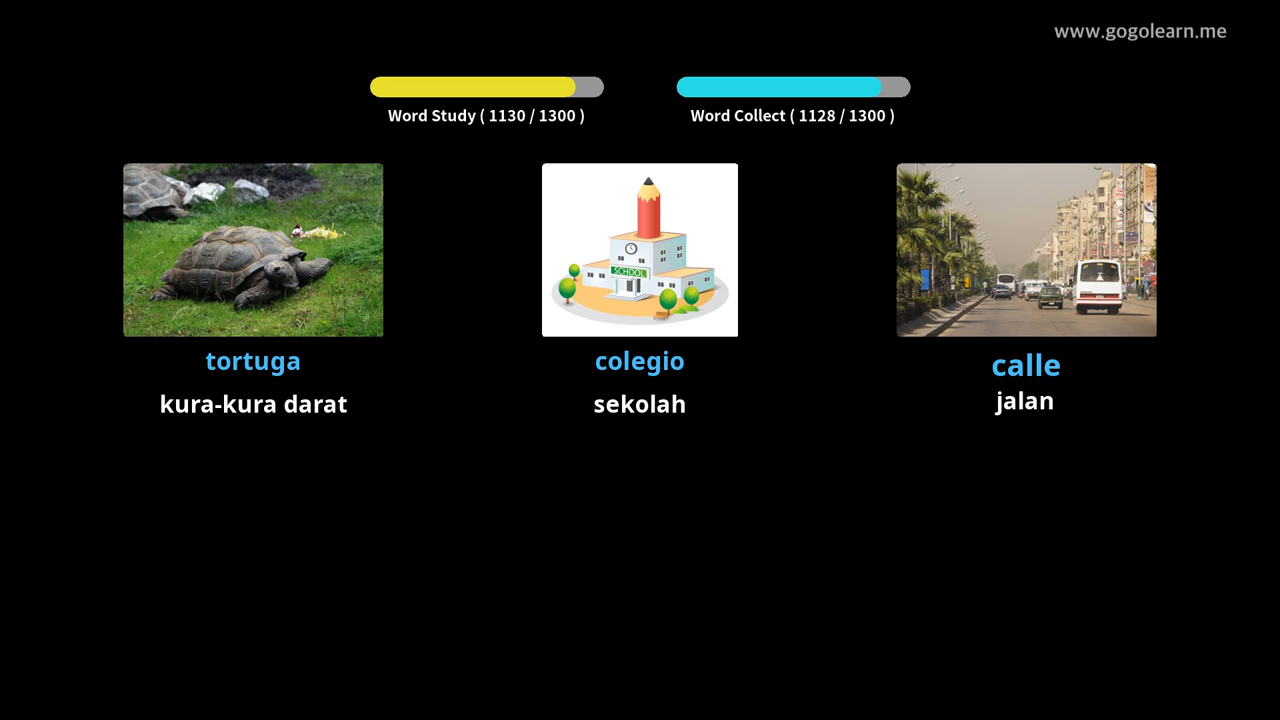 www.gogolearn.me
Word Study ( 1130 / 1300 )
Word Collect ( 1128 / 1300 )
SCHOOL
tortuga
colegio
calle
kura-kura darat
sekolah
jalan